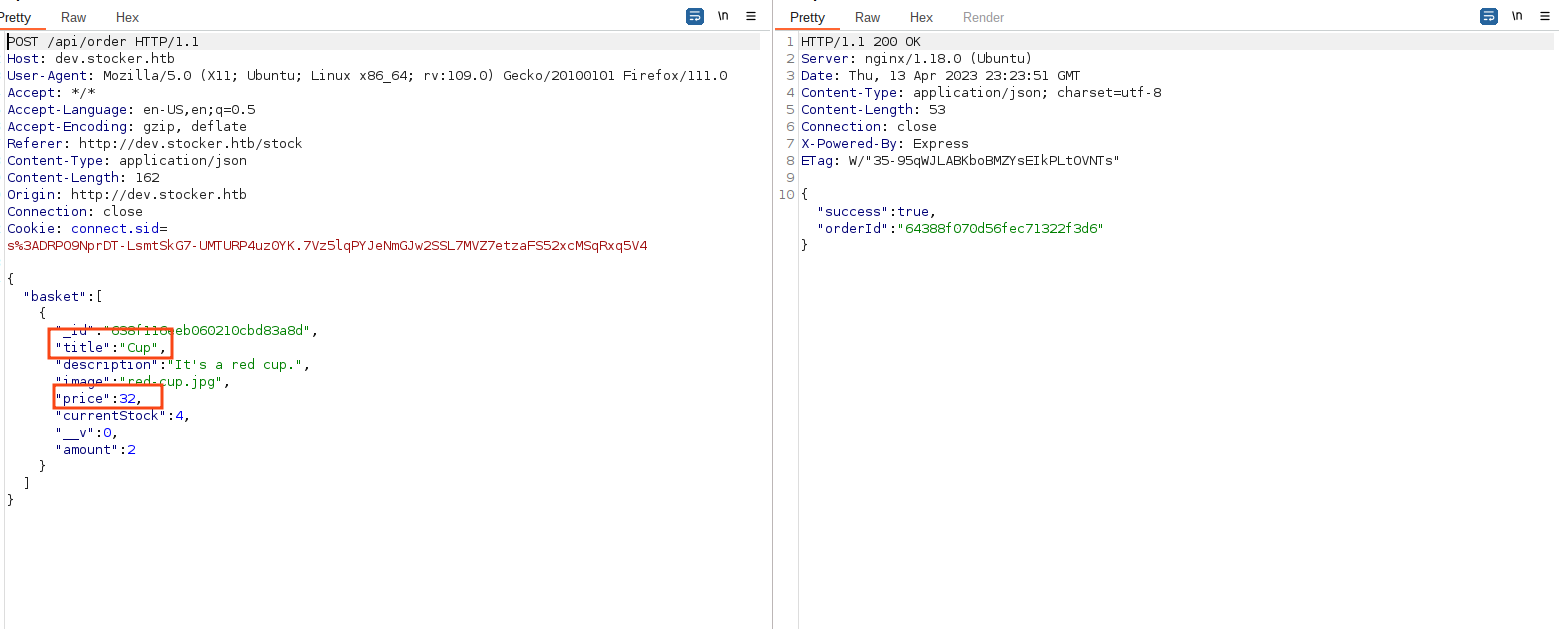 Pretty Raw Hex
\n
POST /api/order HTTP/1.1
Host: dev.stocker.htb
User-Agent: Mozilla/5.0 (X11; Ubuntu; Linux x86_64; rv:109.0) Gecko/20100101 Firefox/111.0
Accept: */*
Accept-Language: en-US,en;q=0.5
Accept-Encoding: gzip, deflate
Referer: http://dev.stocker.htb/stock
Content-Type: application/json
Content-Length: 162
Origin: http://dev.stocker.htb
Connection: close
Cookie: connect.sid=
s%3ADRPO9NprDT-LsmtSkG7-UMTURP4uz0YK.7Vz5lqPYJeNmGJw2SSL7MVZ7etzaFS52xcMSqRxq5V4
{
"basket":[
{
"_id":"638f116eeb060210cbd83a8d",
"title":"Cup",
"description":"It's a red cup.",
"image":"red-cup.jpg",
"price":32,
"currentStock":4,
"__v":0,
"amount":2
}
]
}
Pretty Raw Hex Render
\n
1 HTTP/1.1 200 OK
2 Server: nginx/1.18.0 (Ubuntu)
3 Date: Thu, 13 Apr 2023 23:23:51 GMT
4 Content-Type: application/json; charset=utf-8
5 Content-Length: 53
6 Connection: close
7 X-Powered-By: Express
8 ETag: W/"35-95qWJLABKboBMZYsEIkPLtOVNTs"
9
10 {
"success":true,
"orderId":"64388f070d56fec71322f3d6"
}